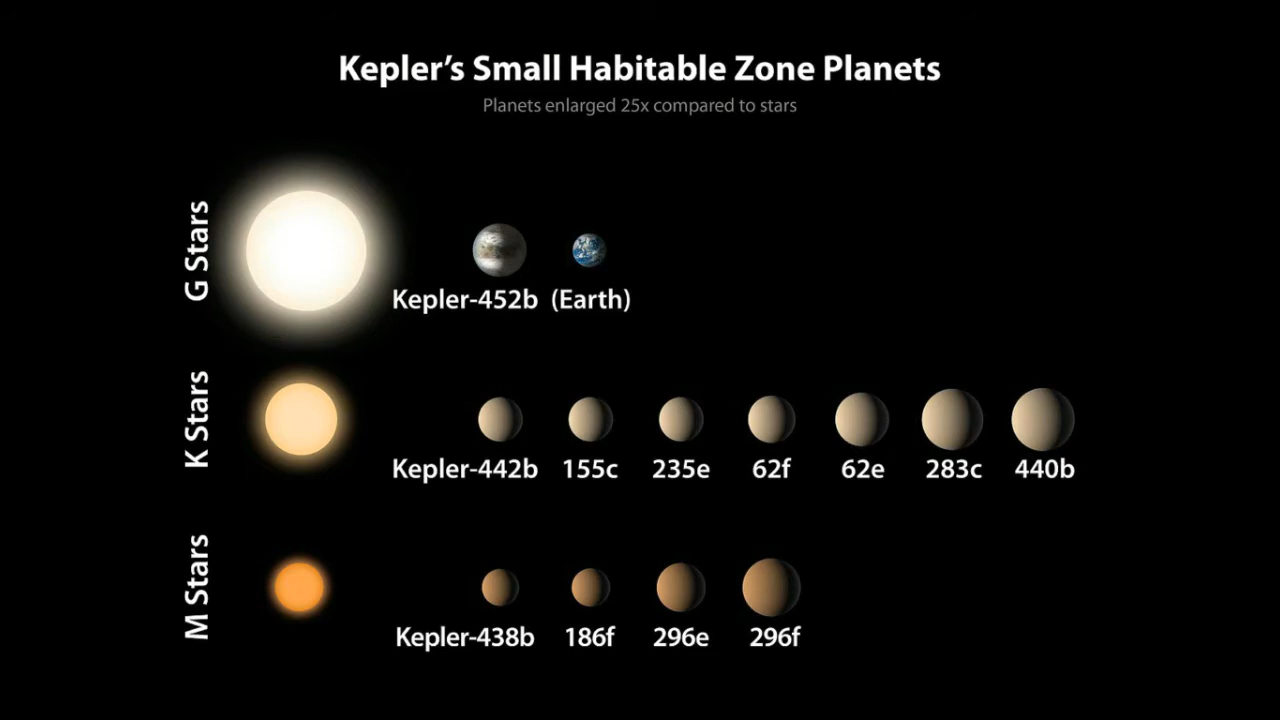 Kepler’s Small Habitable Zone Planets
Planets enlarged 25x compared to stars
G Stars
Kepler-452b (Earth)
K Stars
Kepler-442b 155c 235e 62f 62e 283c 440b
M Stars
Kepler-438b 186f 296e 296f